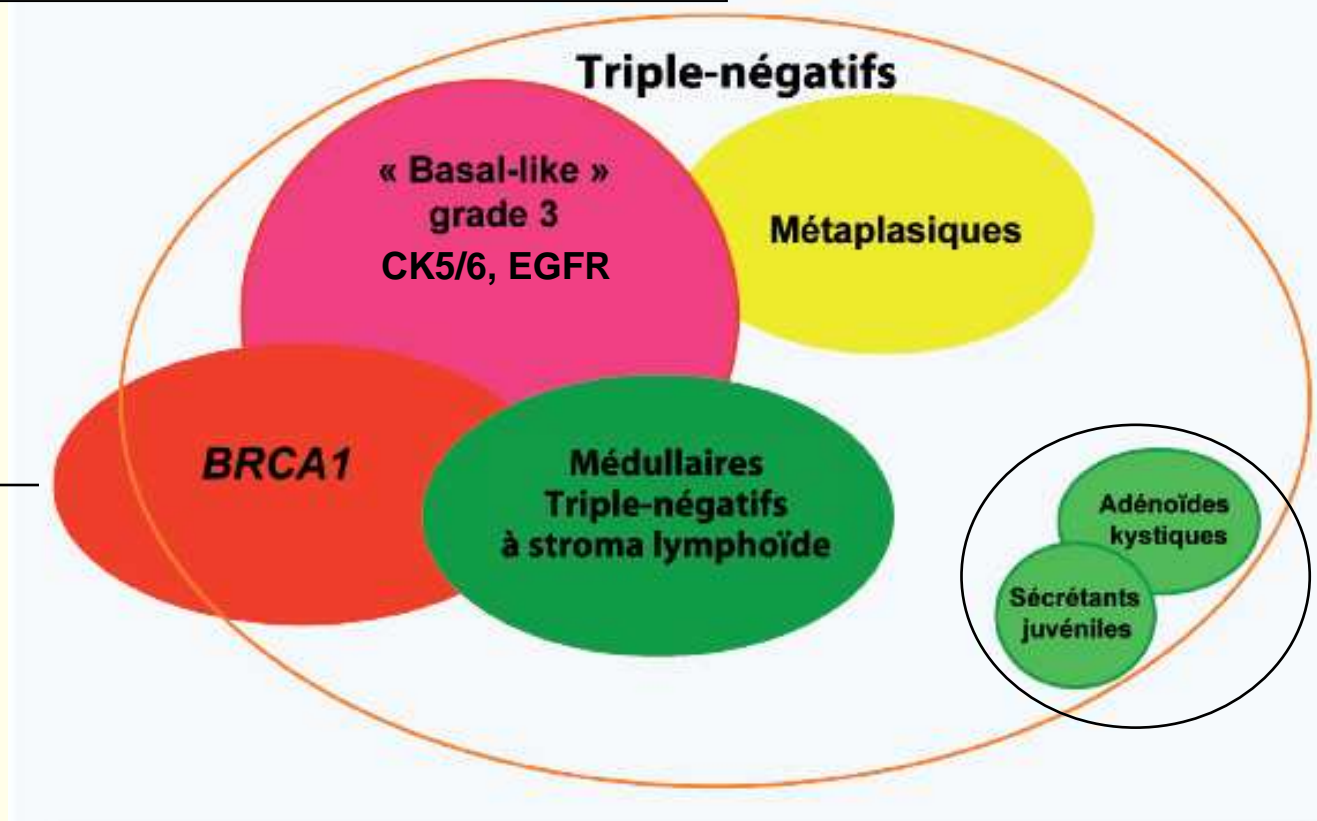 Triple-négatifs
« Basal-like »
grade 3
CK5/6, EGFR
Métaplasiques
BRCA1
Médullaires
Triple-négatifs
à stroma lymphoïde
Adénoïdes
kystiques
Sécrétants
juvéniles